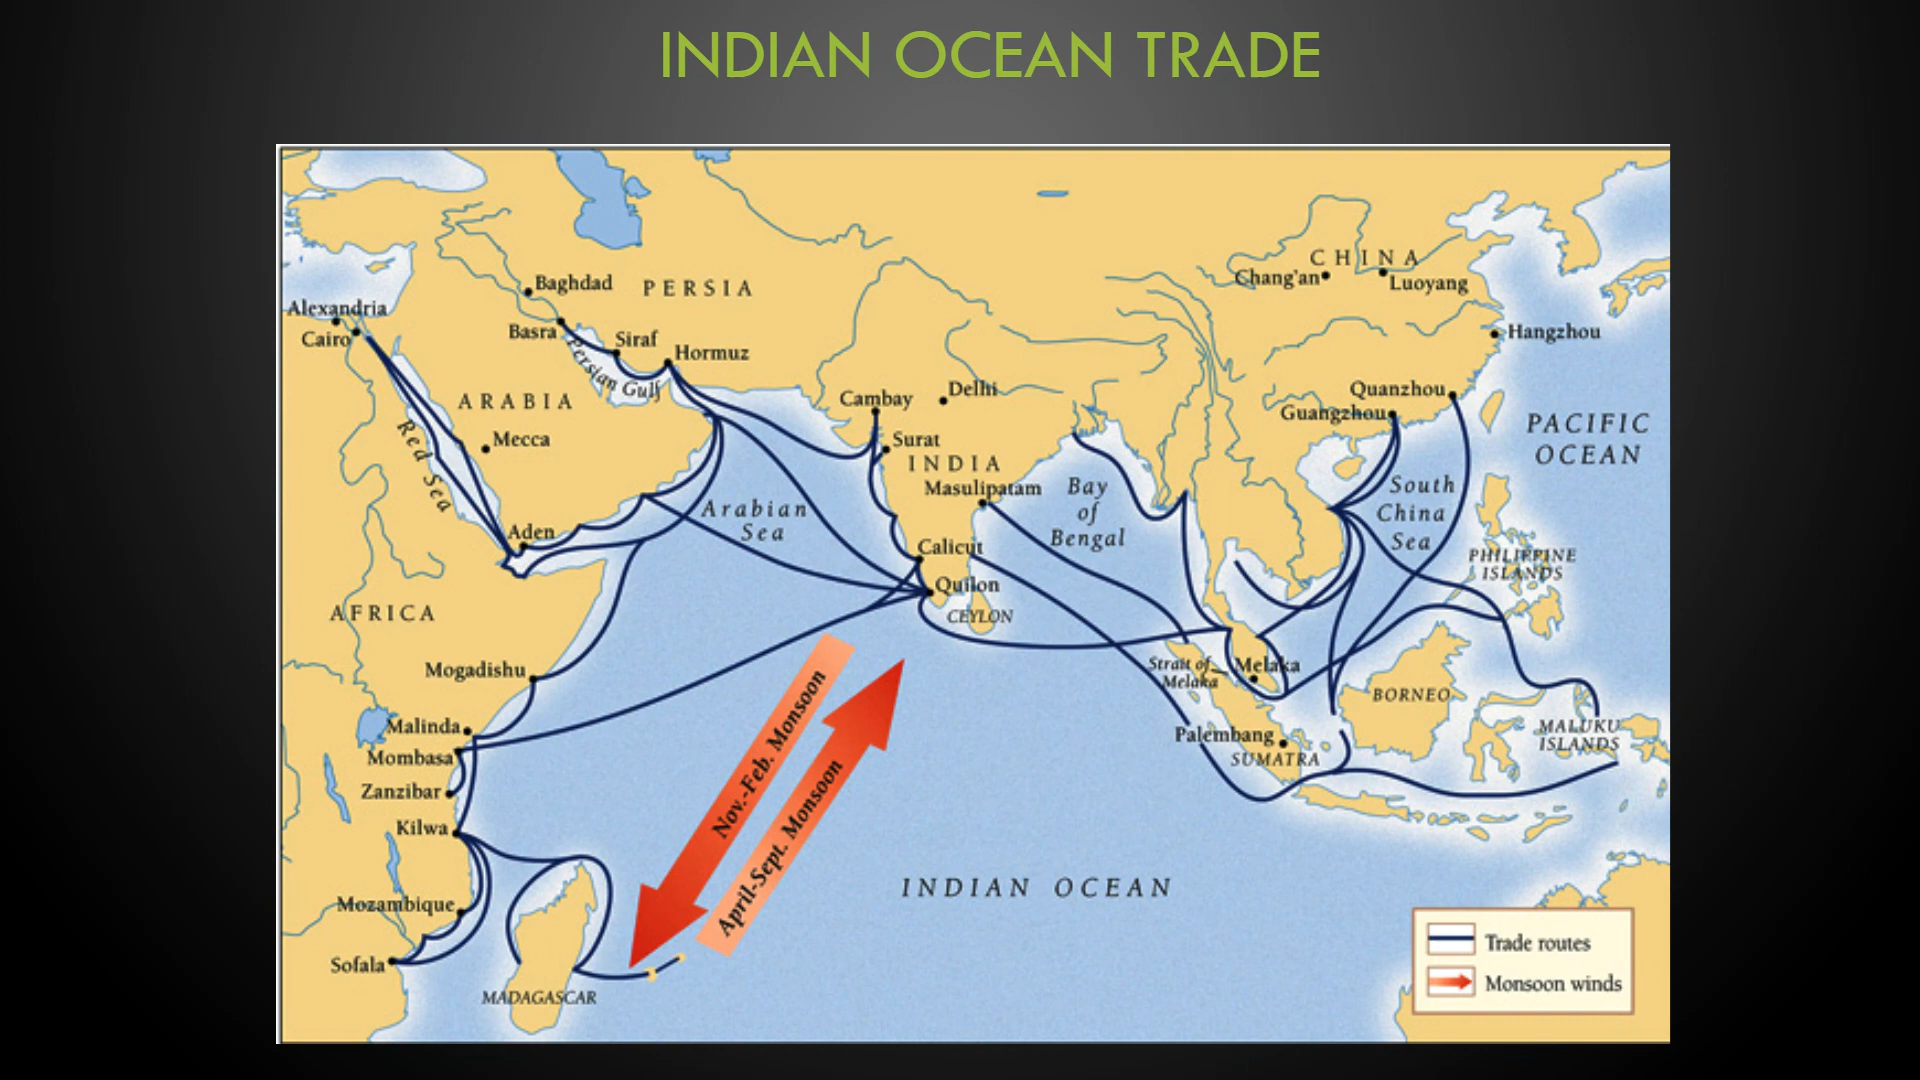 INDIAN OCEAN TRADE
CHINA
Chang'an
Luoyang
Baghdad
PERSIA
Alexandria
Cairo
Basra
Siraf
Hormuz
Persian Gulf
Hangzhou
ARABIA
Mecca
Red Sea
Cambay
Delhi
Surat
INDIA
Masulipatam
Quanzhou
Guangzhou
PACIFIC
OCEAN
Bay
of
Bengal
South
China
Sea
Arabian
Sea
Aden
Calicut
Quilon
CEYLON
PHILIPPINE
ISLANDS
AFRICA
Mogadishu
Strait of
Melaka
Melaka
BORNEO
Malinda
Mombasa
Zanzibar
Kilwa
Palembang
SUMATRA
MALUKU
ISLANDS
Nov.-Feb. Monsoon
April-Sept. Monsoon
INDIAN OCEAN
Mozambique
Sofala
MADAGASCAR
Trade routes
Monsoon winds